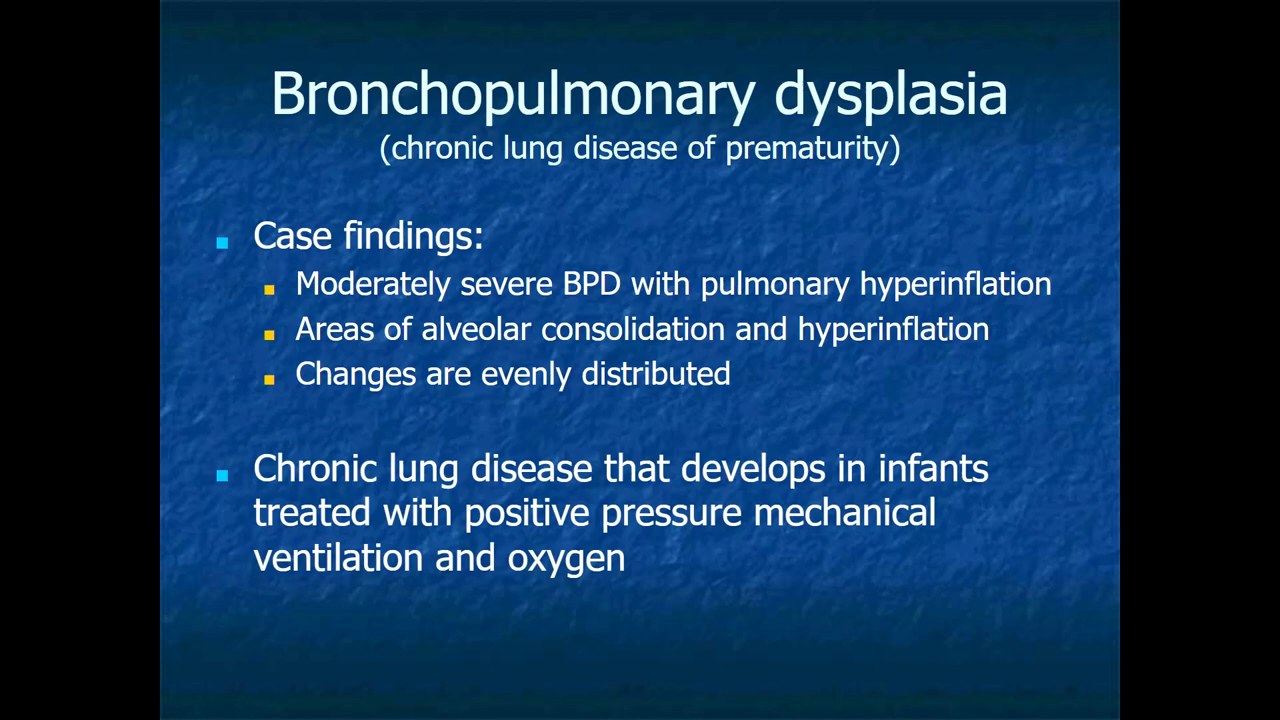 Bronchopulmonary dysplasia
(chronic lung disease of prematurity)
Case findings:
Moderately severe BPD with pulmonary hyperinflation
Areas of alveolar consolidation and hyperinflation
Changes are evenly distributed
Chronic lung disease that develops in infants
treated with positive pressure mechanical
ventilation and oxygen